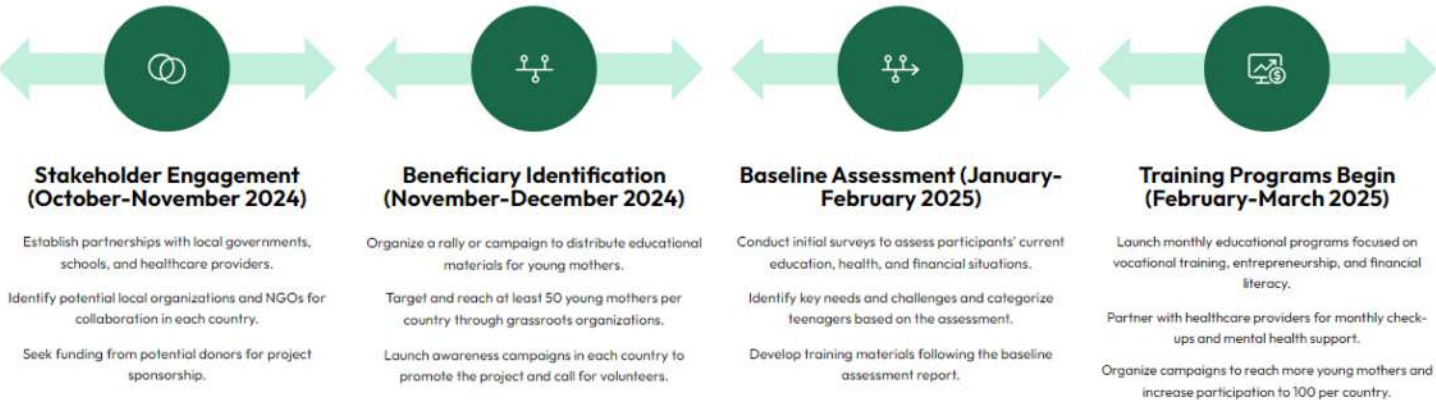 Stakeholder Engagement
(October-November 2024)
Establish partnerships with local governments,
schools, and healthcare providers.
Identify potential local organizations and NGOs for
collaboration in each country.
Seek funding from potential donors for project
sponsorship.
Beneficiary Identification
(November-December 2024)
Organize a rally or campaign to distribute educational
materials for young mothers.
Target and reach at least 50 young mothers per
country through grassroots organizations.
Launch awareness campaigns in each country to
promote the project and call for volunteers.
Baseline Assessment (January-
February 2025)
Conduct initial surveys to assess participants' current
education, health, and financial situations.
Identify key needs and challenges and categorize
teenagers based on the assessment.
Develop training materials following the baseline
assessment report.
Training Programs Begin
(February-March 2025)
Launch monthly educational programs focused on
vocational training, entrepreneurship, and financial
literacy.
Partner with healthcare providers for monthly check-
ups and mental health support.
Organize campaigns to reach more young mothers and
increase participation to 100 per country.